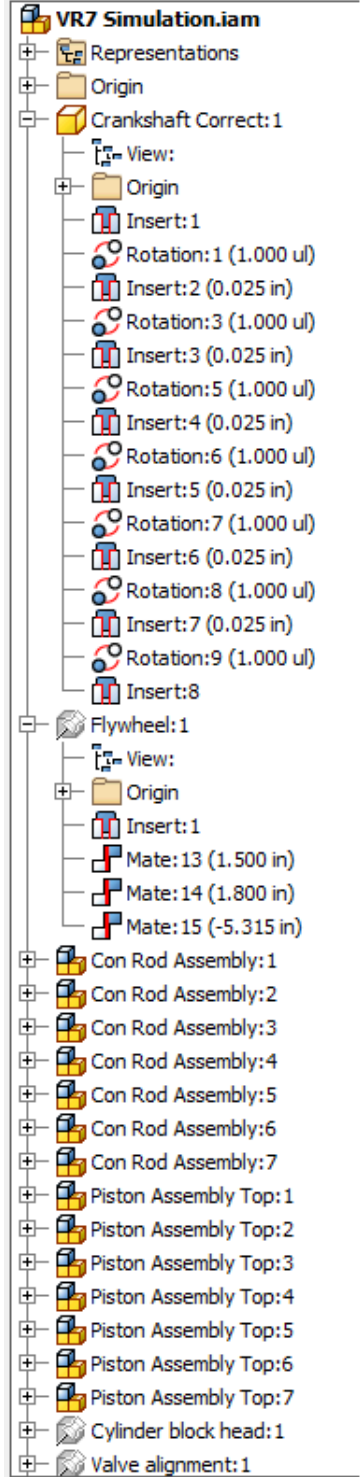 VR7 Simulation.iam
Representations
Origin
Crankshaft Correct:1
View:
Origin
Insert:1
Rotation:1 (1.000 ul)
Insert:2 (0.025 in)
Rotation:3 (1.000 ul)
Insert:3 (0.025 in)
Rotation:5 (1.000 ul)
Insert:4 (0.025 in)
Rotation:6 (1.000 ul)
Insert:5 (0.025 in)
Rotation:7 (1.000 ul)
Insert:6 (0.025 in)
Rotation:8 (1.000 ul)
Insert:7 (0.025 in)
Rotation:9 (1.000 ul)
Insert:8
Flywheel:1
View:
Origin
Insert:1
Mate:13 (1.500 in)
Mate:14 (1.800 in)
Mate:15 (-5.315 in)
Con Rod Assembly:1
Con Rod Assembly:2
Con Rod Assembly:3
Con Rod Assembly:4
Con Rod Assembly:5
Con Rod Assembly:6
Con Rod Assembly:7
Piston Assembly Top:1
Piston Assembly Top:2
Piston Assembly Top:3
Piston Assembly Top:4
Piston Assembly Top:5
Piston Assembly Top:6
Piston Assembly Top:7
Cylinder block head:1
Valve alignment:1